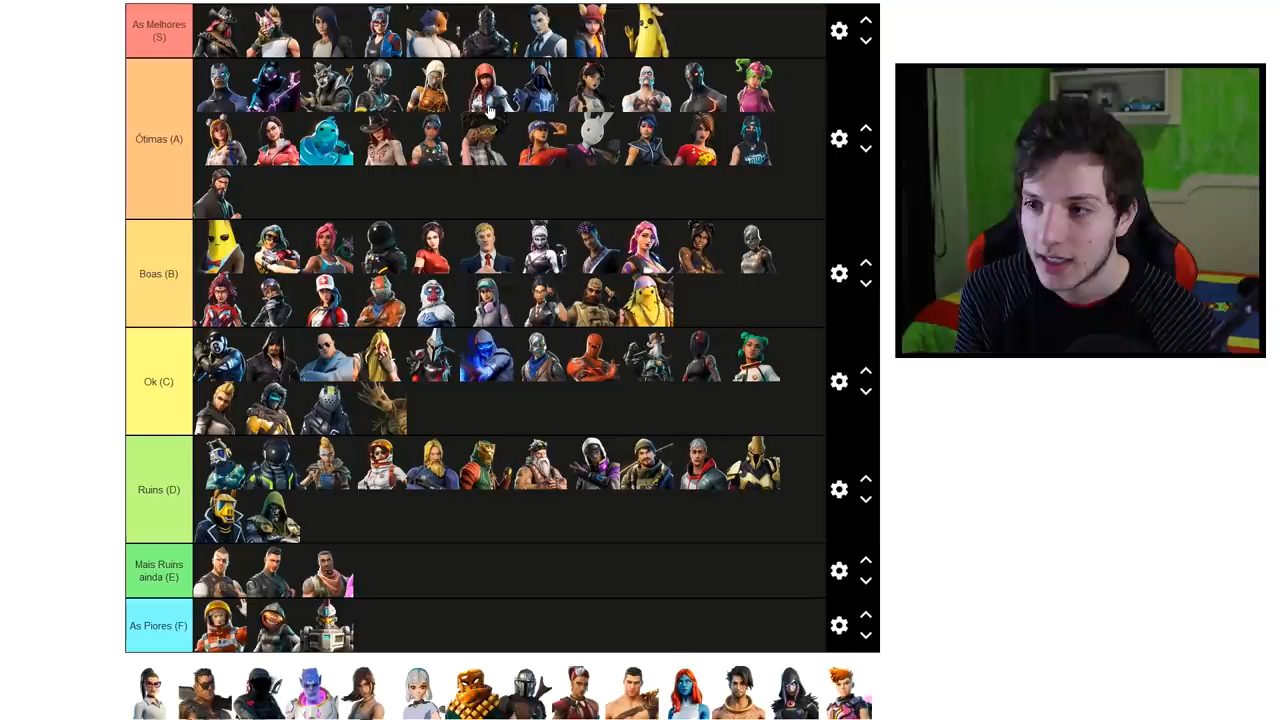 As Melhores
(S)
Ótimas (A)
Boas (B)
Ok (C)
Ruins (D)
Mais Ruins
ainda (E)
As Piores (F)